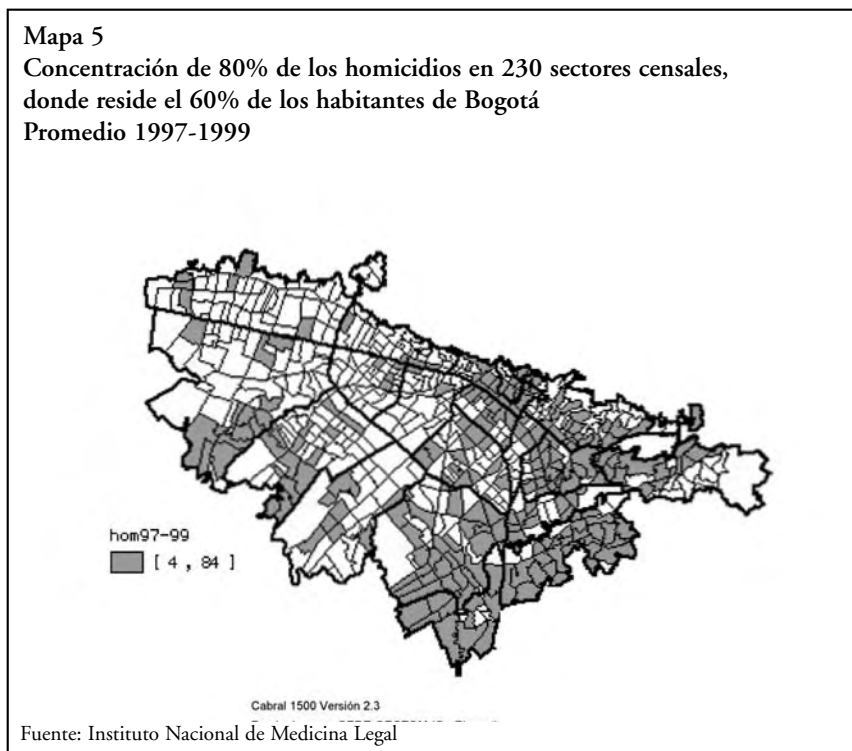 Mapa 5
Concentración de 80% de los homicidios en 230 sectores censales,
donde reside el 60% de los habitantes de Bogotá
Promedio 1997-1999
hom97-99
[ 4 , 84 ]
Cabral 1500 Versión 2.3
Fuente: Instituto Nacional de Medicina Legal